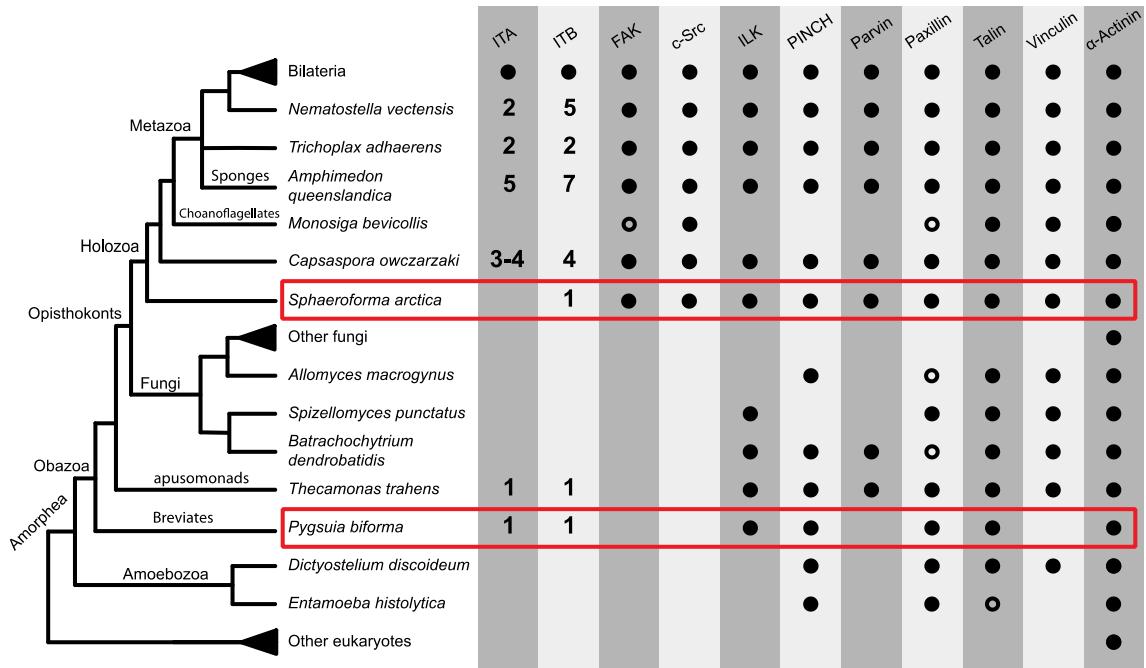 ITA ITB FAK c-Src ILK PINCH Parvin Paxillin Talin Vinculin α-Actinin
Bilateria
Metazoa
Nematostella vectensis 2 5
Trichoplax adhaerens 2 2
Sponges
Amphimedon
queenslandica 5 7
Choanoflagellates
Monosiga bevicollis
Holozoa
Capsaspora owczarzaki 3-4 4
Sphaeroforma arctica 1
Opisthokonts
Other fungi
Fungi
Allomyces macrogynus
Spizellomyces punctatus
Batrachochytrium
dendrobatidis
Obazoa
apusomonads
Thecamonas trahens 1 1
Amorphea
Breviates
Pygsuia biforma 1 1
Amoebozoa
Dictyostelium discoideum
Entamoeba histolytica
Other eukaryotes